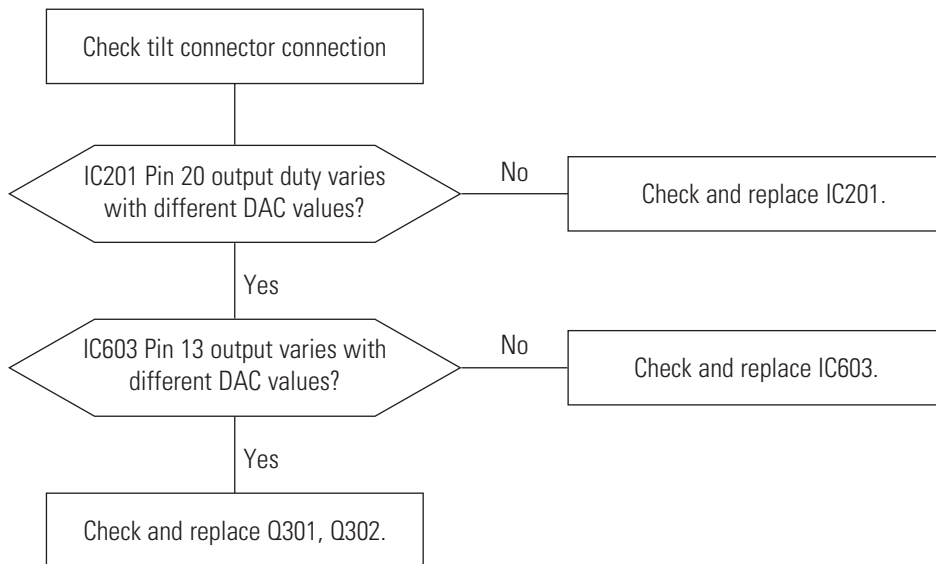 Check tilt connector connection
IC201 Pin 20 output duty varies
with different DAC values?
No
Check and replace IC201.
Yes
IC603 Pin 13 output varies with
different DAC values?
No
Check and replace IC603.
Yes
Check and replace Q301, Q302.